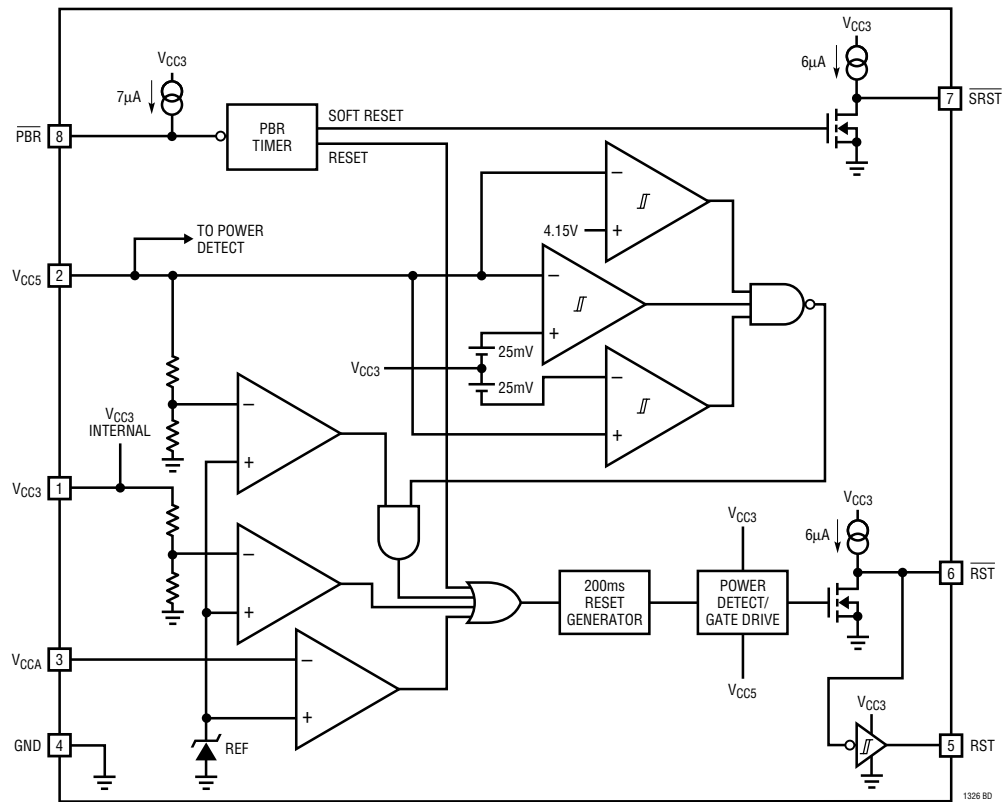 VCC3
7µA
PBR
8
PBR
TIMER
SOFT RESET
RESET
VCC3
6µA
7
SRST
TO POWER
DETECT
VCC5
2
−
4.15V
+
−
+
VCC3
25mV
25mV
−
+
VCC3
INTERNAL
VCC3
1
−
+
−
+
VCCA
3
−
+
GND
4
REF
200ms
RESET
GENERATOR
VCC3
POWER
DETECT/
GATE DRIVE
VCC5
VCC3
6µA
6
RST
VCC3
5
RST
1326 BD